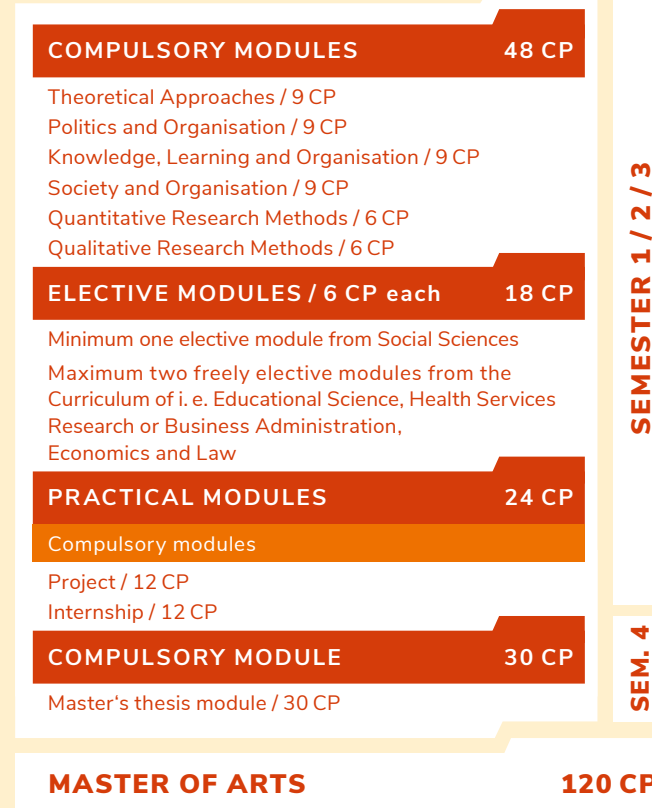 COMPULSORY MODULES 48 CP
Theoretical Approaches / 9 CP
Politics and Organisation / 9 CP
Knowledge, Learning and Organisation / 9 CP
Society and Organisation / 9 CP
Quantitative Research Methods / 6 CP
Qualitative Research Methods / 6 CP
ELECTIVE MODULES / 6 CP each 18 CP
Minimum one elective module from Social Sciences
Maximum two freely elective modules from the
Curriculum of i. e. Educational Science, Health Services
Research or Business Administration,
Economics and Law
PRACTICAL MODULES 24 CP
Compulsory modules
Project / 12 CP
Internship / 12 CP
COMPULSORY MODULE 30 CP
Master‘s thesis module / 30 CP
SEMESTER 1 / 2 / 3
SEM. 4
MASTER OF ARTS 120 CP